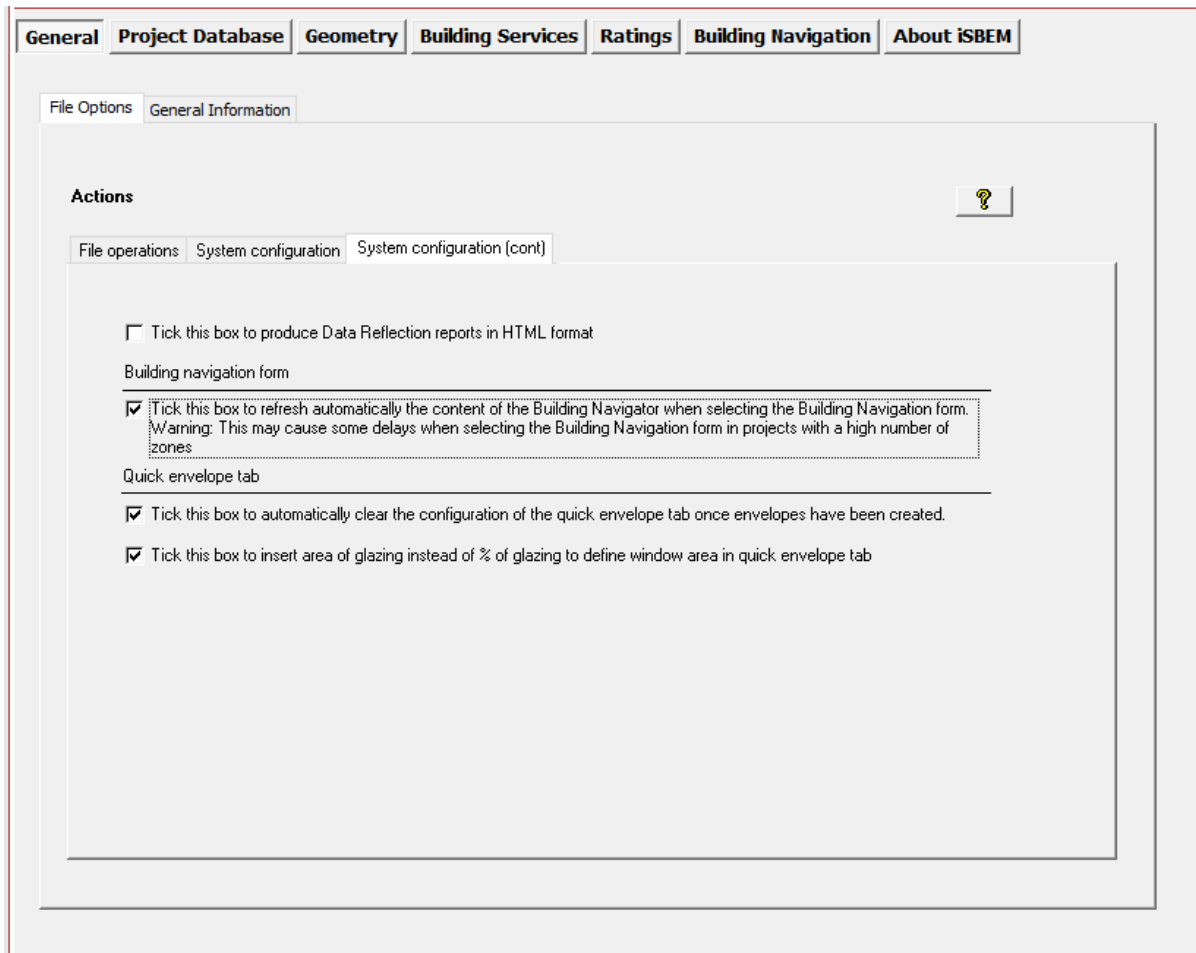 General Project Database Geometry Building Services Ratings Building Navigation About iSBEM
File Options General Information
Actions
?
File operations System configuration System configuration (cont)
Tick this box to produce Data Reflection reports in HTML format
Building navigation form
Tick this box to refresh automatically the content of the Building Navigator when selecting the Building Navigation form.
Warning: This may cause some delays when selecting the Building Navigation form in projects with a high number of
zones
Quick envelope tab
Tick this box to automatically clear the configuration of the quick envelope tab once envelopes have been created.
Tick this box to insert area of glazing instead of % of glazing to define window area in quick envelope tab